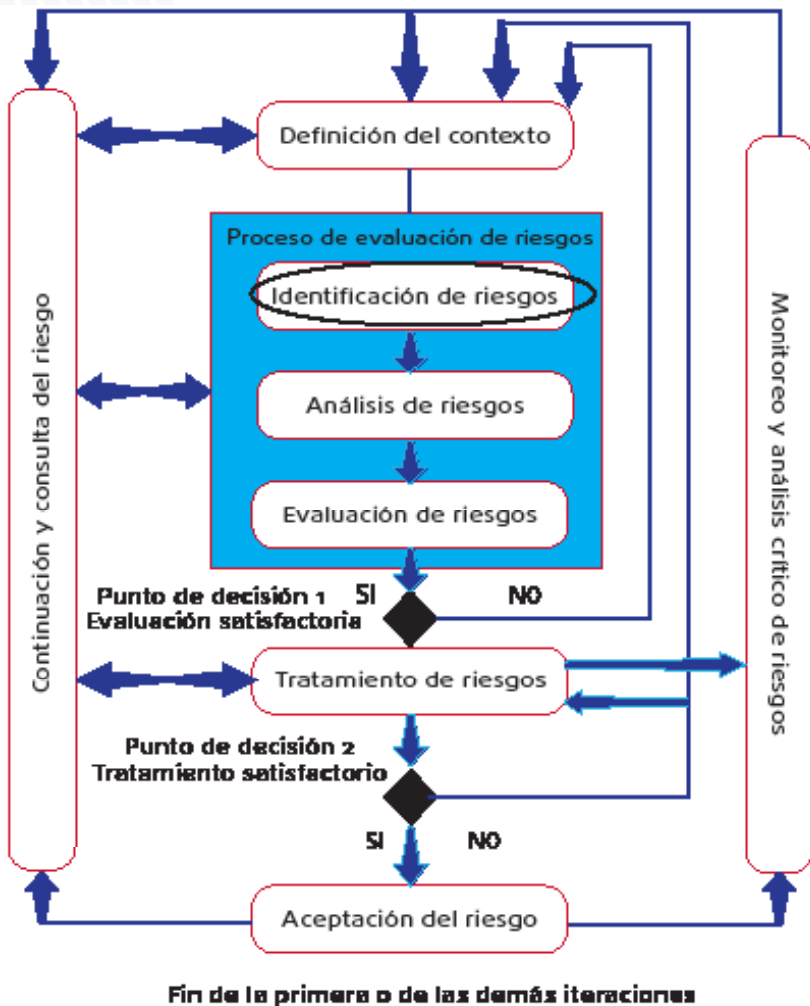 Definición del contexto
Proceso de evaluación de riesgos
Identificación de riesgos
Análisis de riesgos
Evaluación de riesgos
Punto de decisión 1 SI NO
Evaluación satisfactoria
Tratamiento de riesgos
Punto de decisión 2
Tratamiento satisfactorio
SI NO
Aceptación del riesgo
Continuación y consulta del riesgo
Monitoreo y análisis crítico de riesgos
Fin de la primera o de las demás iteraciones